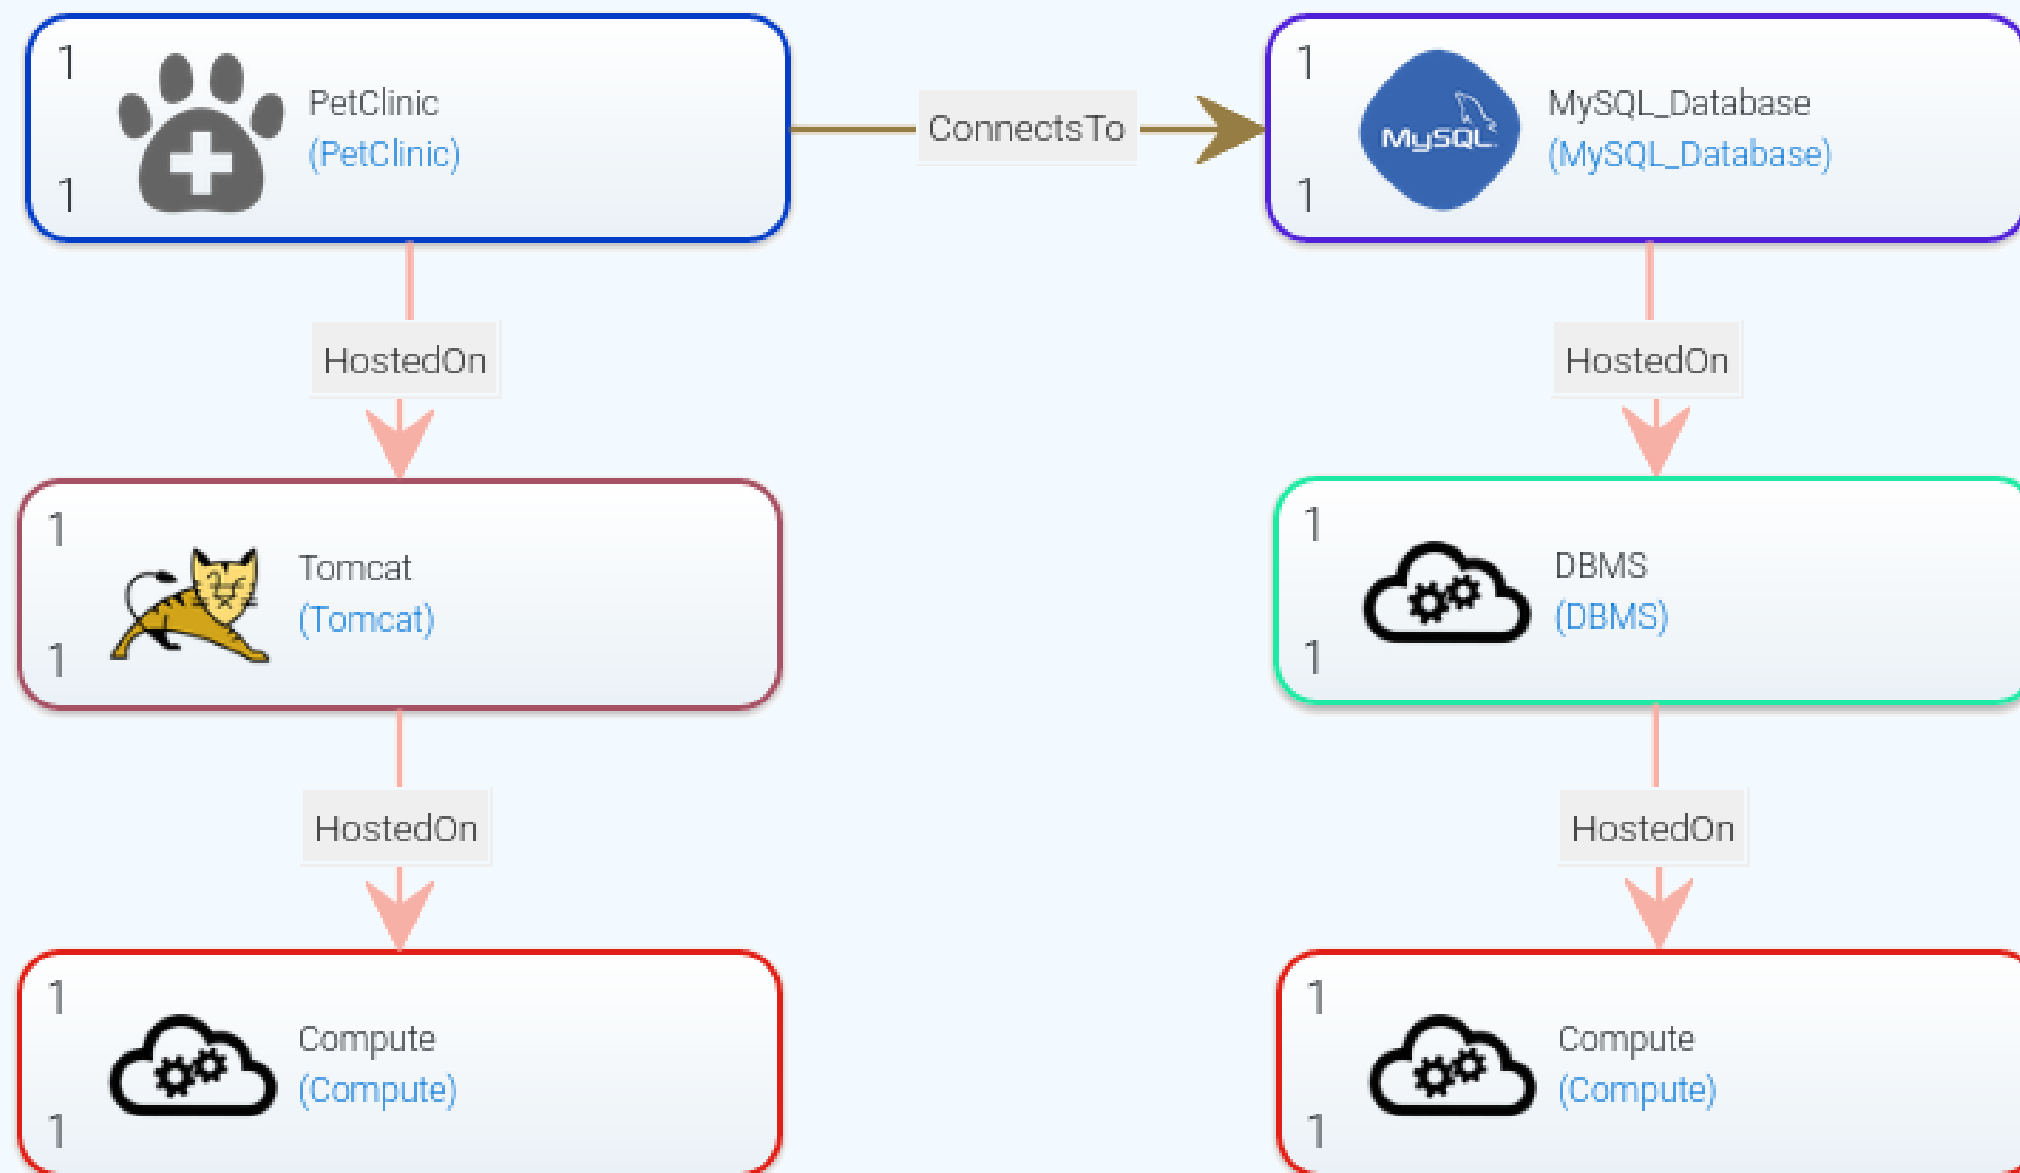 1
PetClinic
(PetClinic)
1
ConnectsTo
1
MySQL
MySQL_Database
(MySQL_Database)
1
HostedOn
HostedOn
1
Tomcat
(Tomcat)
1
1
DBMS
(DBMS)
1
HostedOn
HostedOn
1
Compute
(Compute)
1
1
Compute
(Compute)
1